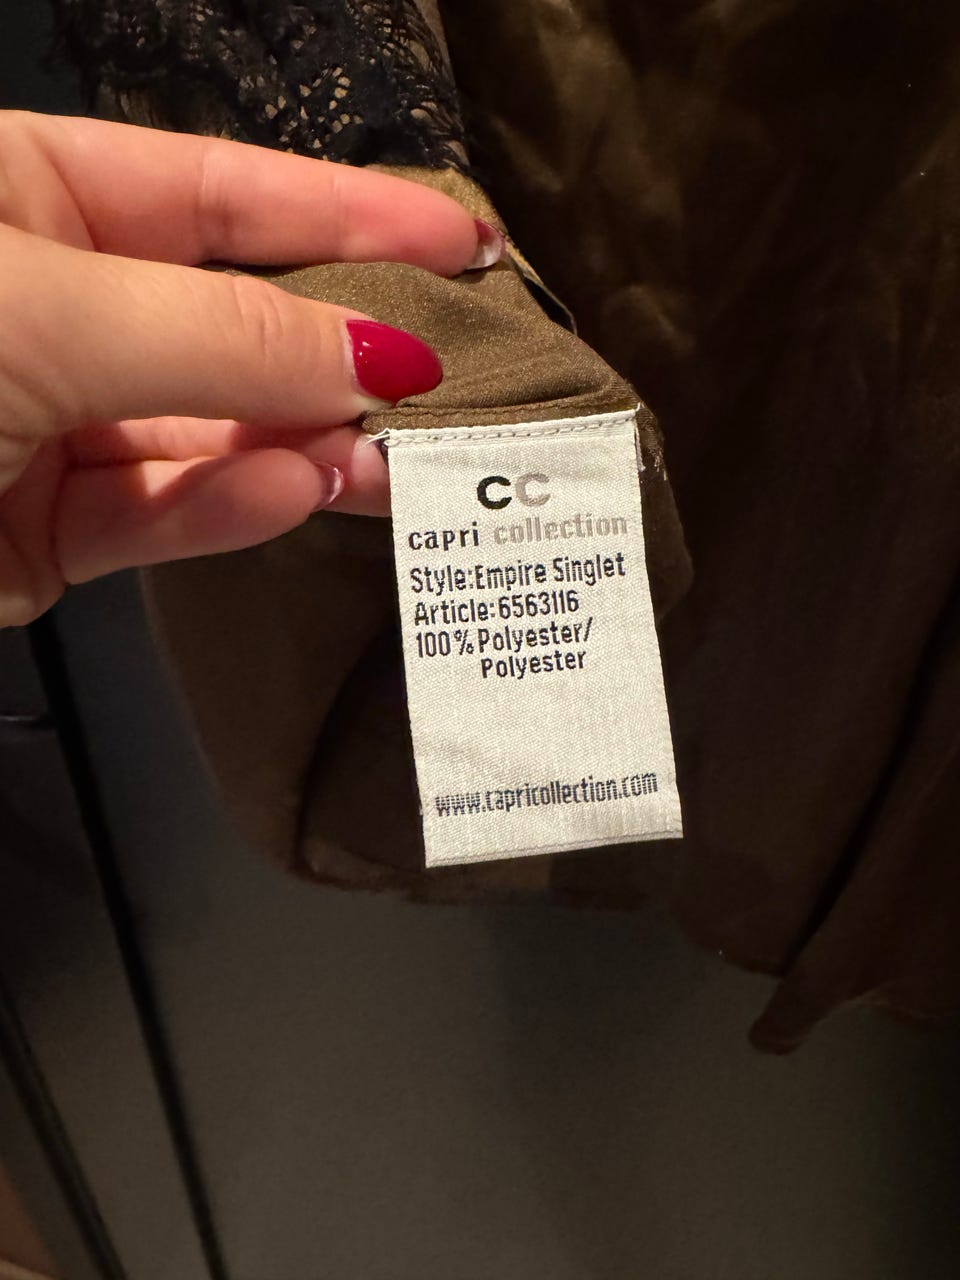 CC
capri collection
Style:Empire Singlet
Article:6563116
100%Polyester/
Polyester
www.capricollection.com